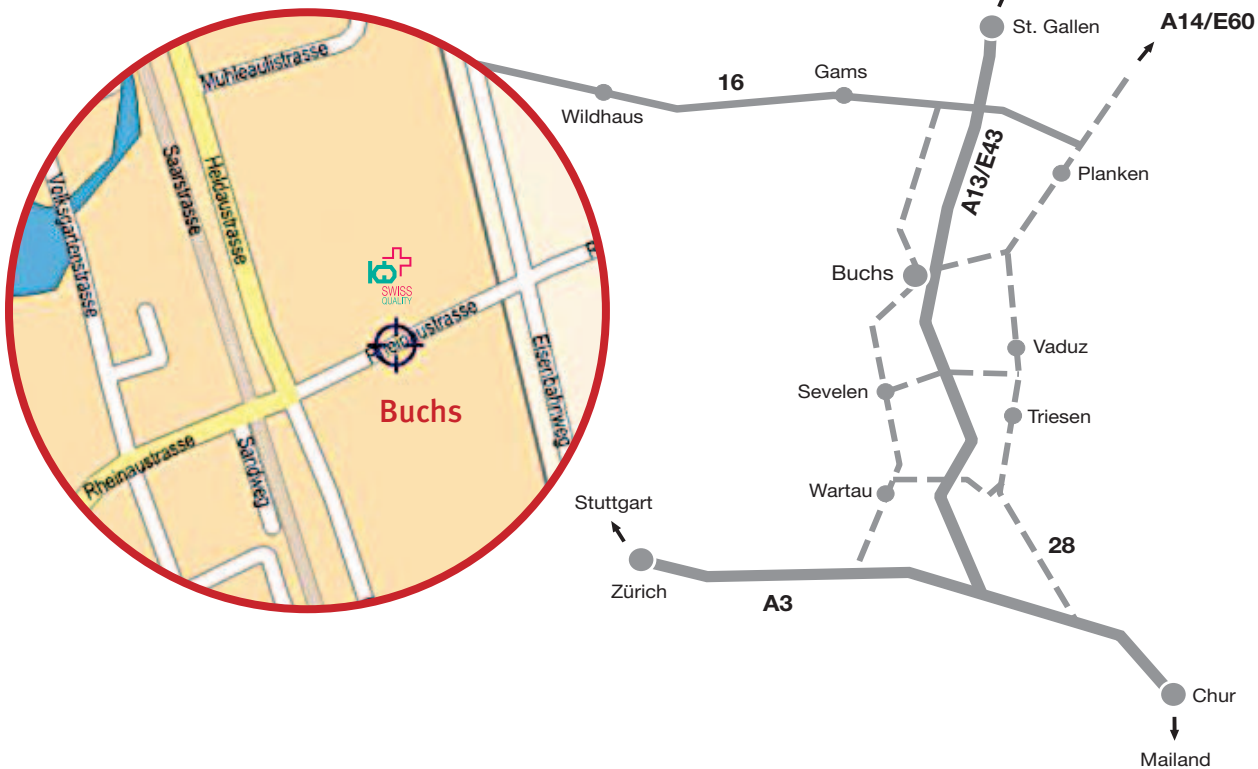 Mühleäulistrasse
Volksgartenstrasse
Saarstrasse
Heldaustrasse
SWISS
QUALITY
Rheinaustrasse
Buchs
Eisenbahnweg
Rheinaustrasse
Sandweg
St. Gallen
A14/E60
16
Gams
Wildhaus
A13/E43
Planken
Buchs
Vaduz
Sevelen
Triesen
Wartau
Stuttgart
28
Zürich
A3
Chur
Mailand